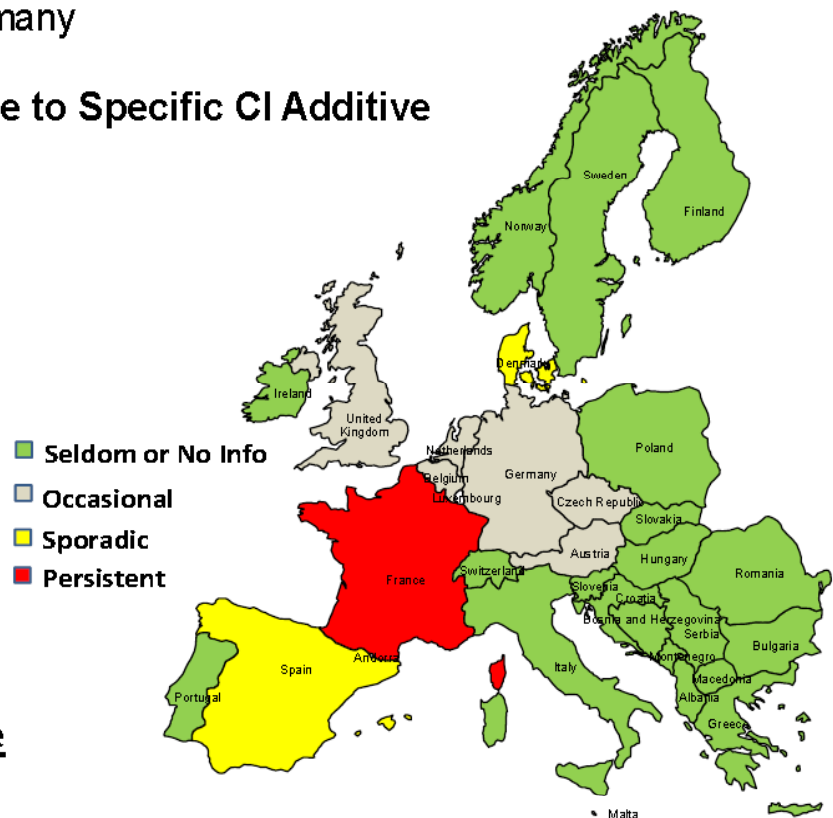 many
e to Specific CI Additive
Sweden
Finland
Norway
Denmark
Ireland
United
Kingdom
Netherlands
Poland
Seldom or No Info
Belgium
Germany
Luxembourg
Czech Republic
Occasional
Slovakia
Sporadic
Austria
Hungary
Persistent
France
Switzerland
Romania
Slovenia
Croatia
Bosnia and Herzegovina
Serbia
Bulgaria
Andorra
Montenegro
Spain
Italy
Macedonia
Portugal
Albania
Greece
e
Malta